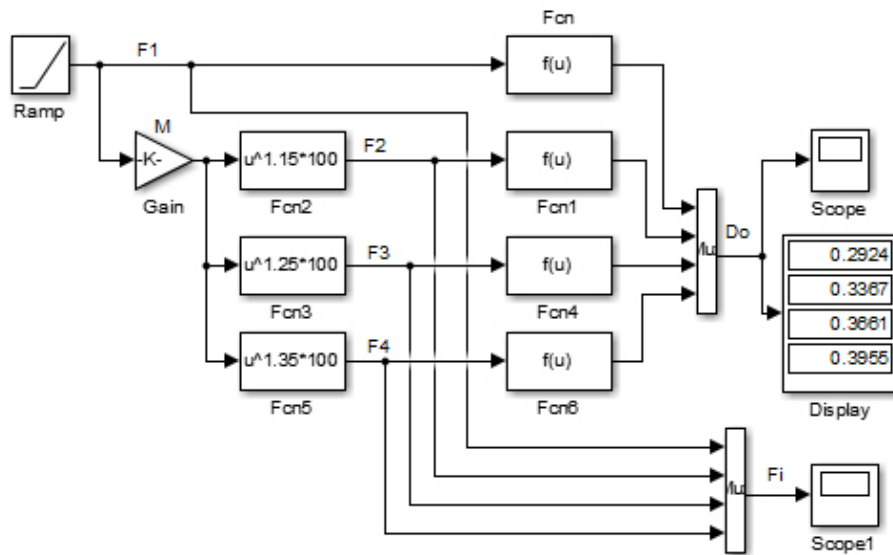 Fcn
F1
f(u)
Ramp
M
-K-
Gain
u^1.15*100
F2
f(u)
Fcn2
Fcn1
Scope
Do
u^1.25*100
F3
f(u)
Fcn3
Fcn4
0.2924
0.3367
0.3661
0.3955
Display
u^1.35*100
F4
f(u)
Fcn5
Fcn6
Fi
Scope1